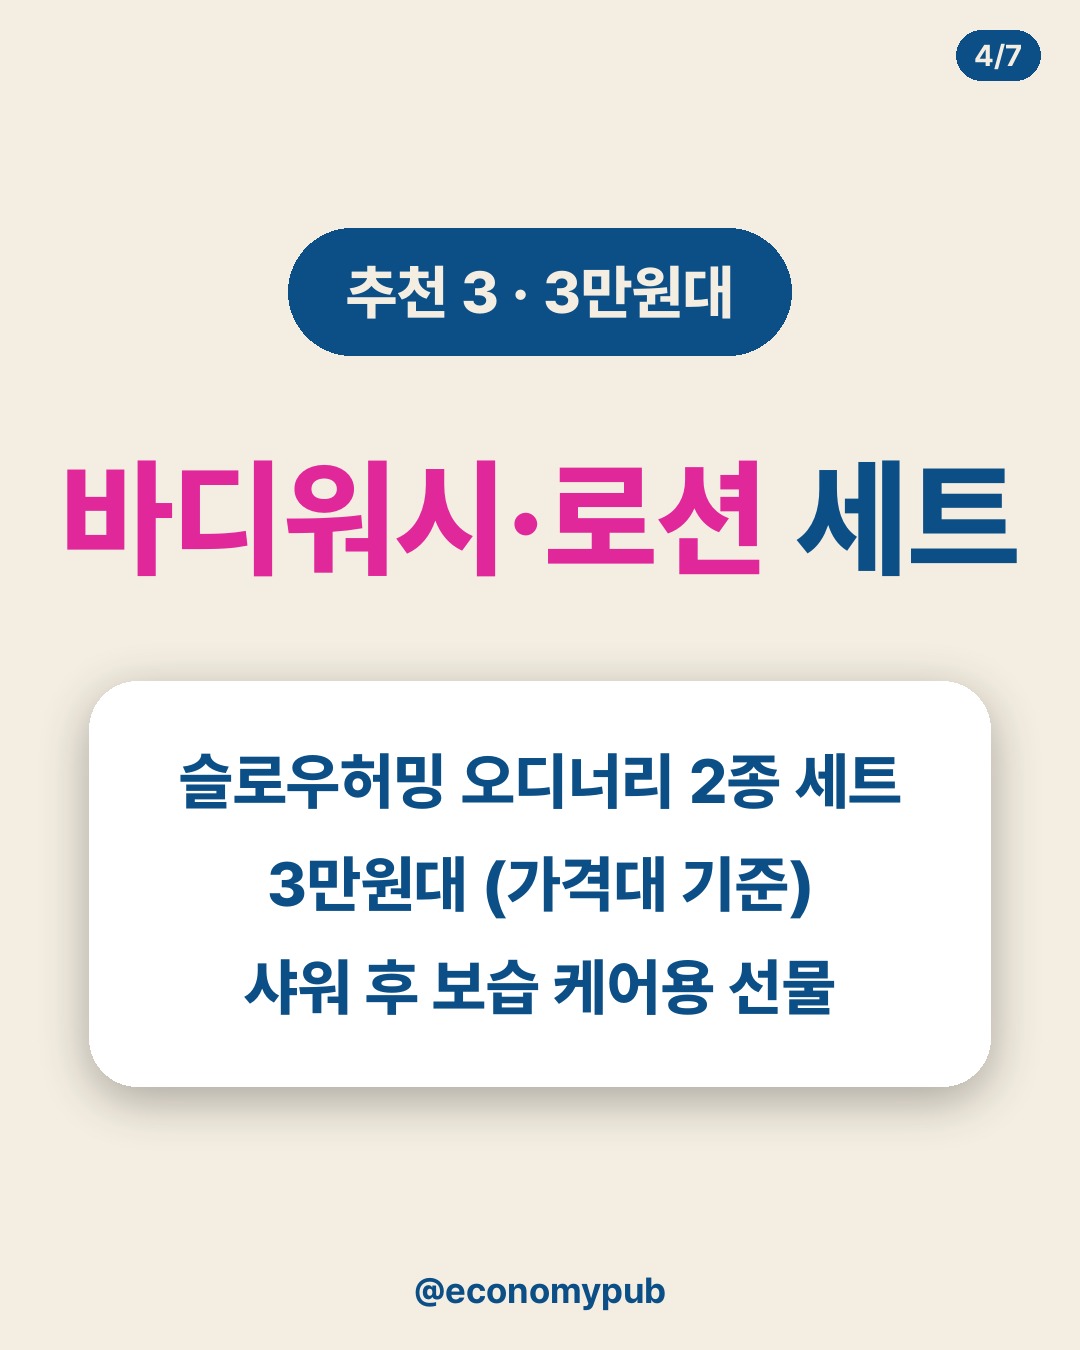 4/7
추천 3 · 3만원대
바디워시·로션 세트
슬로우허밍 오디너리 2종 세트
3만원대 (가격대 기준)
샤워 후 보습 케어용 선물
@economypub